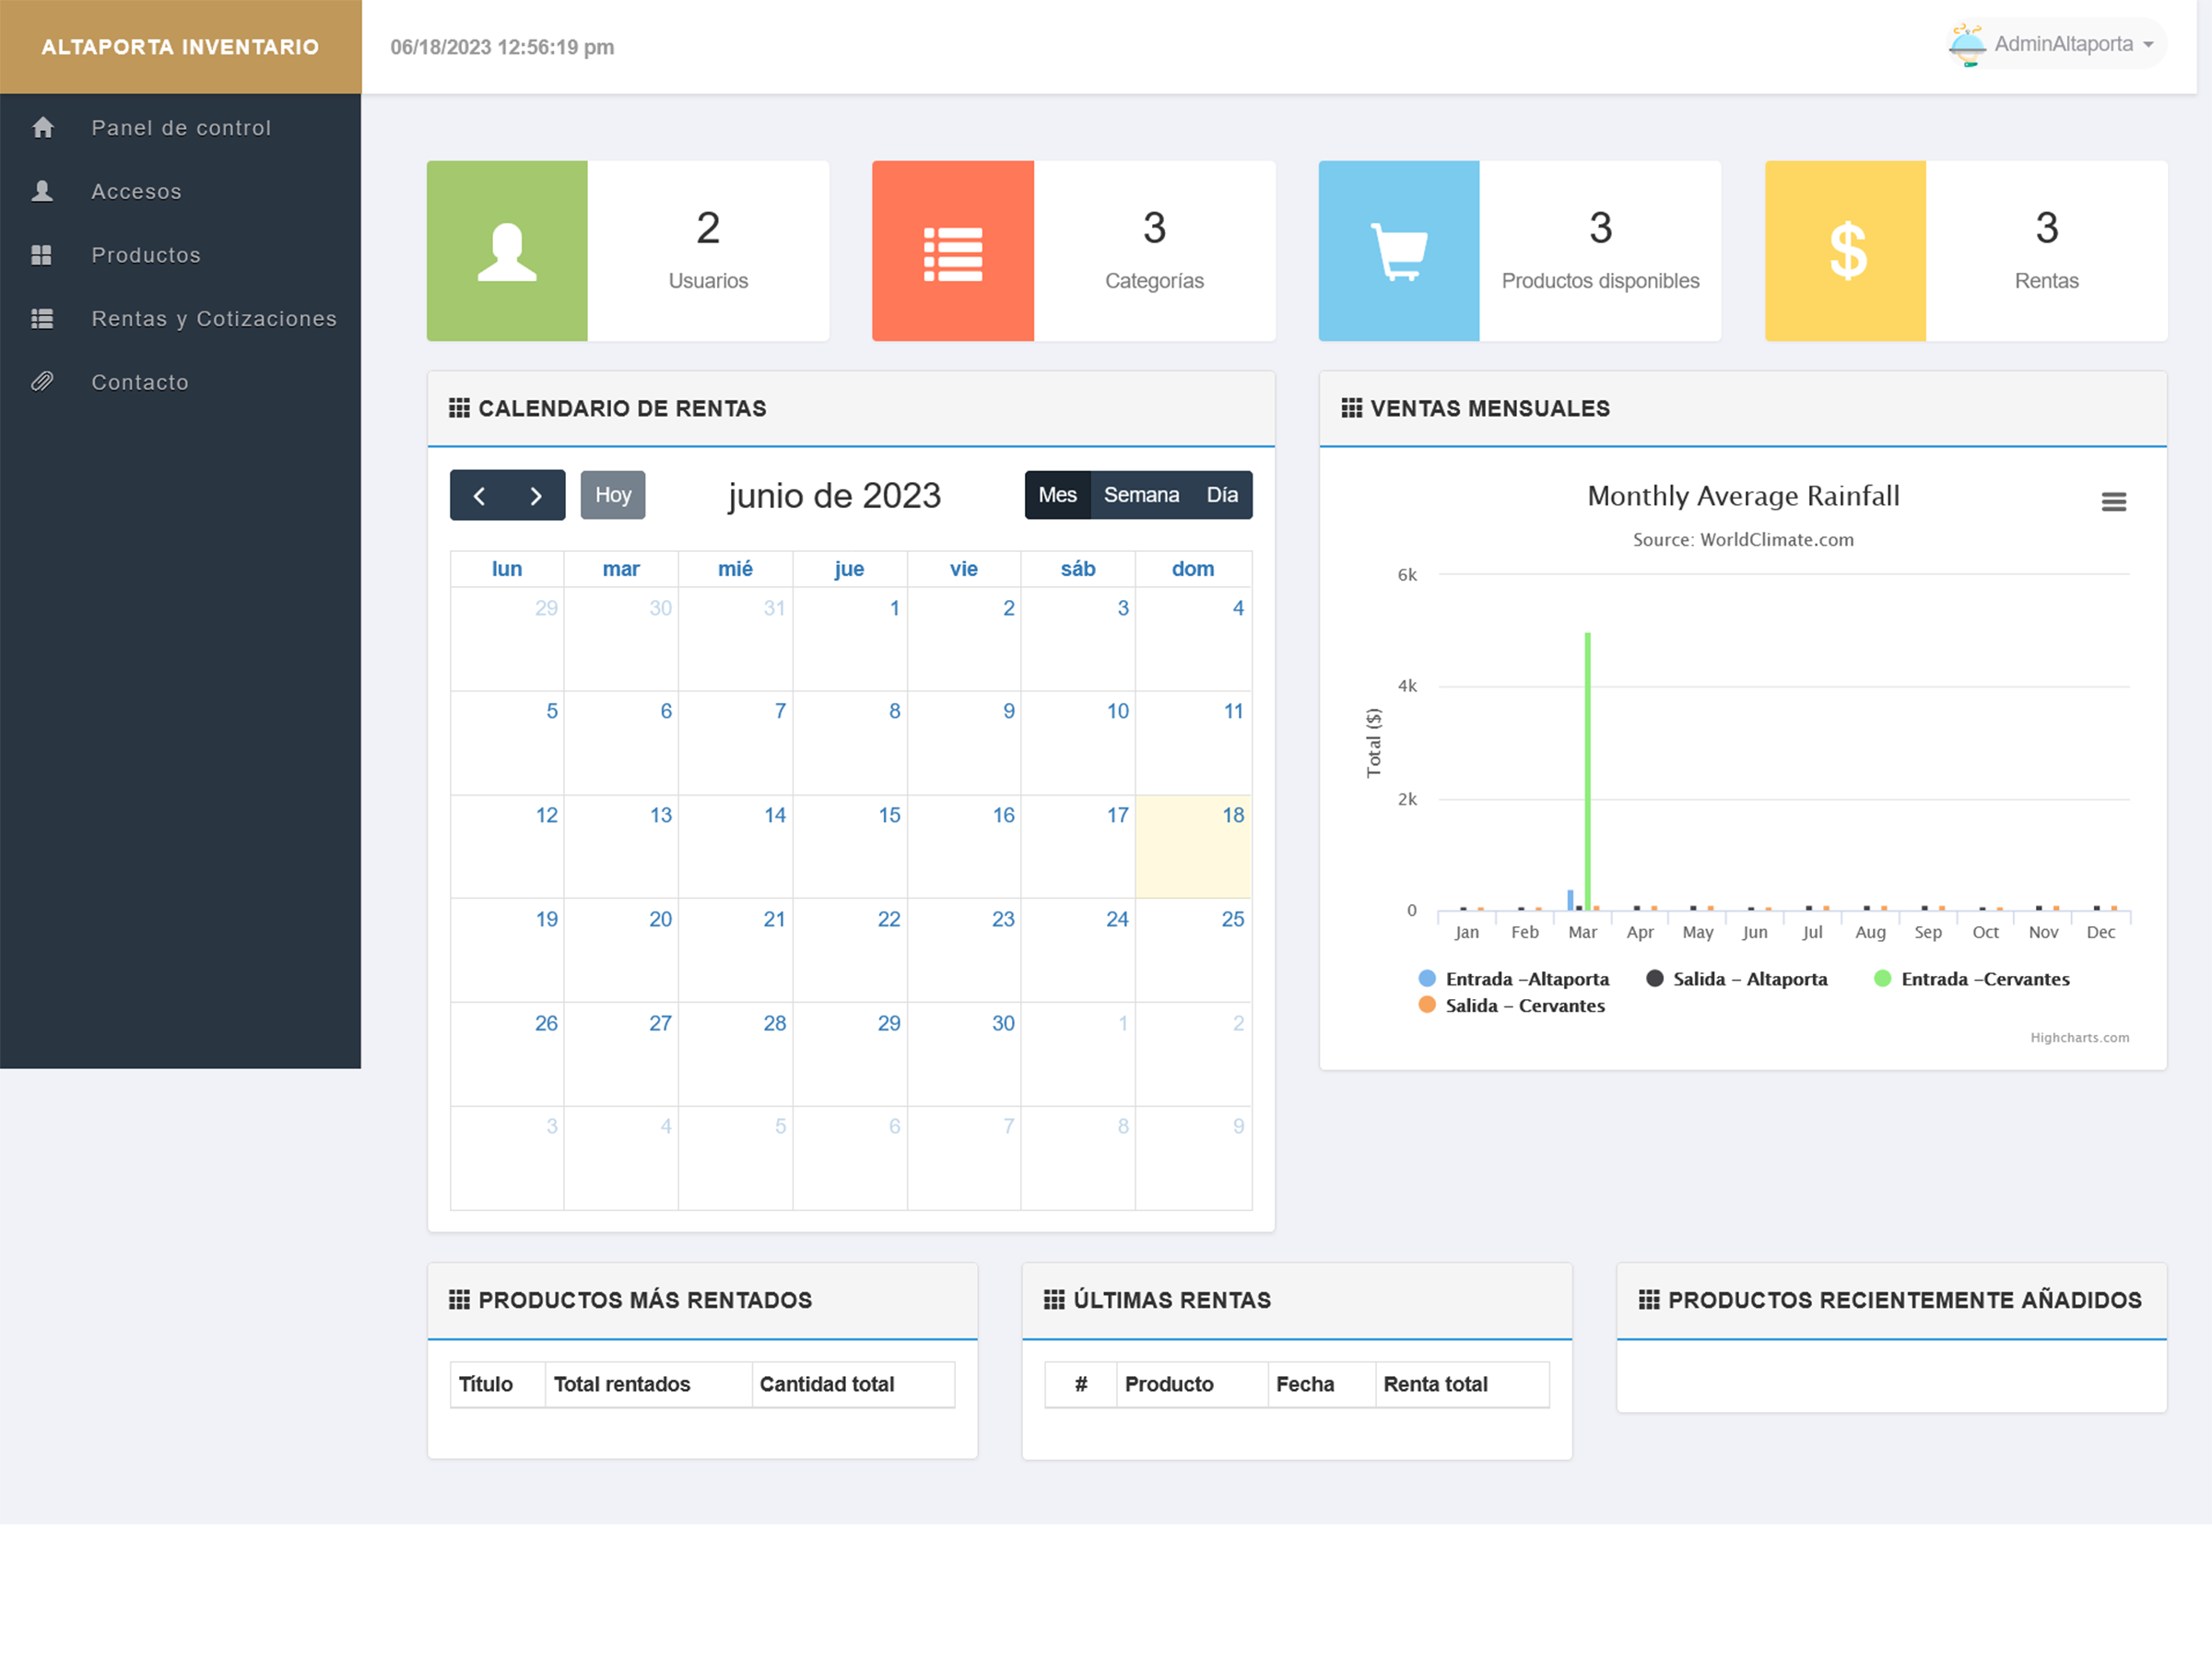 ALTAPORTA INVENTARIO
06/18/2023 12:56:19 pm
AdminAltaporta
Panel de control
Accesos
Productos
Rentas y Cotizaciones
Contacto
2
Usuarios
3
Categorías
3
Productos disponibles
$
3
Rentas
CALENDARIO DE RENTAS
Hoy
junio de 2023
Mes Semana Día
lun mar mié jue vie sáb dom
29 30 31 1 2 3 4
5 6 7 8 9 10 11
12 13 14 15 16 17 18
19 20 21 22 23 24 25
26 27 28 29 30 1 2
3 4 5 6 7 8 9
VENTAS MENSUALES
Monthly Average Rainfall
Source: WorldClimate.com
Total ($)
6k
4k
2k
0
Jan Feb Mar Apr May Jun Jul Aug Sep Oct Nov Dec
Entrada –Altaporta Salida – Altaporta Entrada –Cervantes
Salida – Cervantes
Highcharts.com
PRODUCTOS MÁS RENTADOS
Título Total rentados Cantidad total
ÚLTIMAS RENTAS
# Producto Fecha Renta total
PRODUCTOS RECIENTEMENTE AÑADIDOS